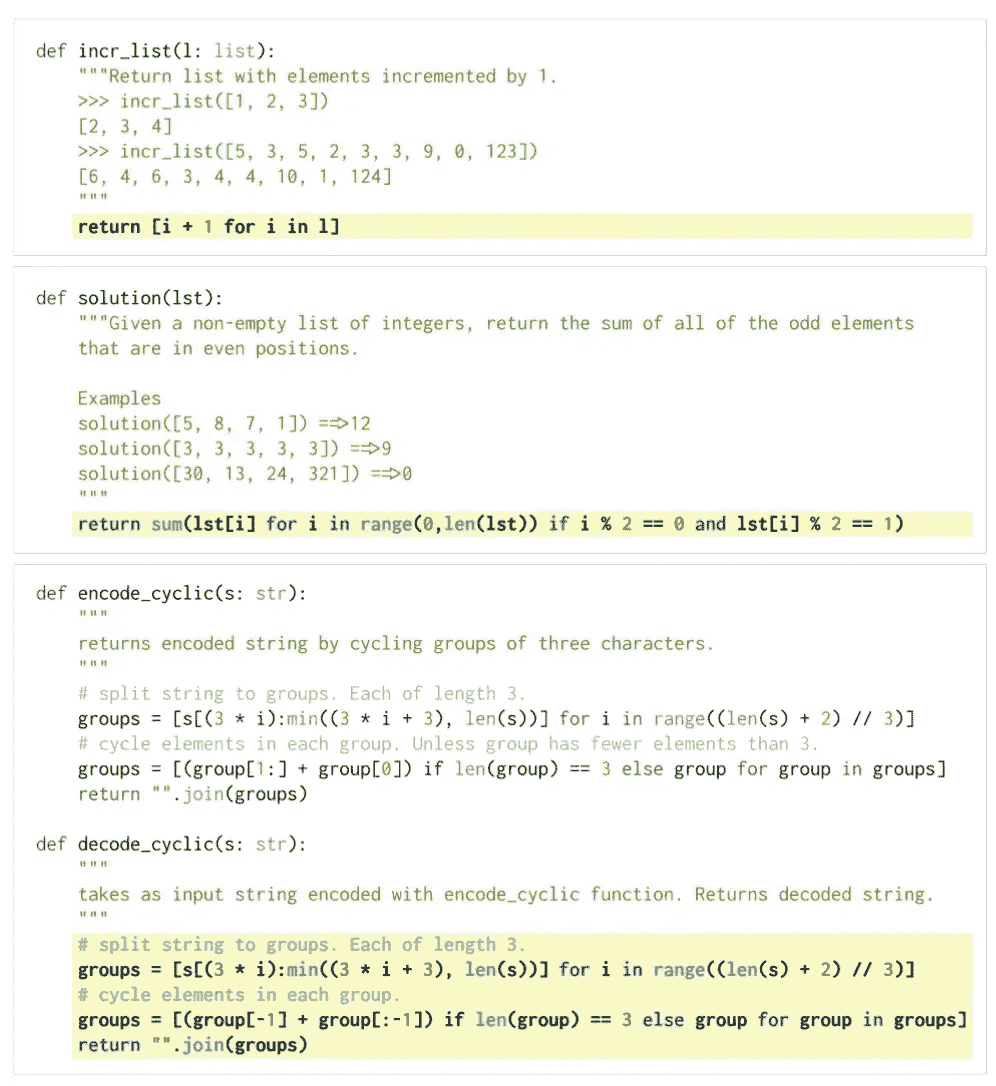 def incr_list(l: list):
    """Return list with elements incremented by 1.
    >>> incr_list([1, 2, 3])
    [2, 3, 4]
    >>> incr_list([5, 3, 5, 2, 3, 3, 9, 0, 123])
    [6, 4, 6, 3, 4, 4, 10, 1, 124]
    """
    return [i + 1 for i in l]
def solution(lst):
    """Given a non-empty list of integers, return the sum of all of the odd elements
    that are in even positions.

    Examples
    solution([5, 8, 7, 1]) ==>12
    solution([3, 3, 3, 3, 3]) ==>9
    solution([30, 13, 24, 321]) ==>0
    """
    return sum(lst[i] for i in range(0,len(lst)) if i % 2 == 0 and lst[i] % 2 == 1)
def encode_cyclic(s: str):
    """
    returns encoded string by cycling groups of three characters.
    """
    # split string to groups. Each of length 3.
    groups = [s[(3 * i):min((3 * i + 3), len(s))] for i in range((len(s) + 2) // 3)]
    # cycle elements in each group. Unless group has fewer elements than 3.
    groups = [(group[1:] + group[0]) if len(group) == 3 else group for group in groups]
    return "".join(groups)

def decode_cyclic(s: str):
    """
    takes as input string encoded with encode_cyclic function. Returns decoded string.
    """
    # split string to groups. Each of length 3.
    groups = [s[(3 * i):min((3 * i + 3), len(s))] for i in range((len(s) + 2) // 3)]
    # cycle elements in each group.
    groups = [(group[-1] + group[:-1]) if len(group) == 3 else group for group in groups]
    return "".join(groups)